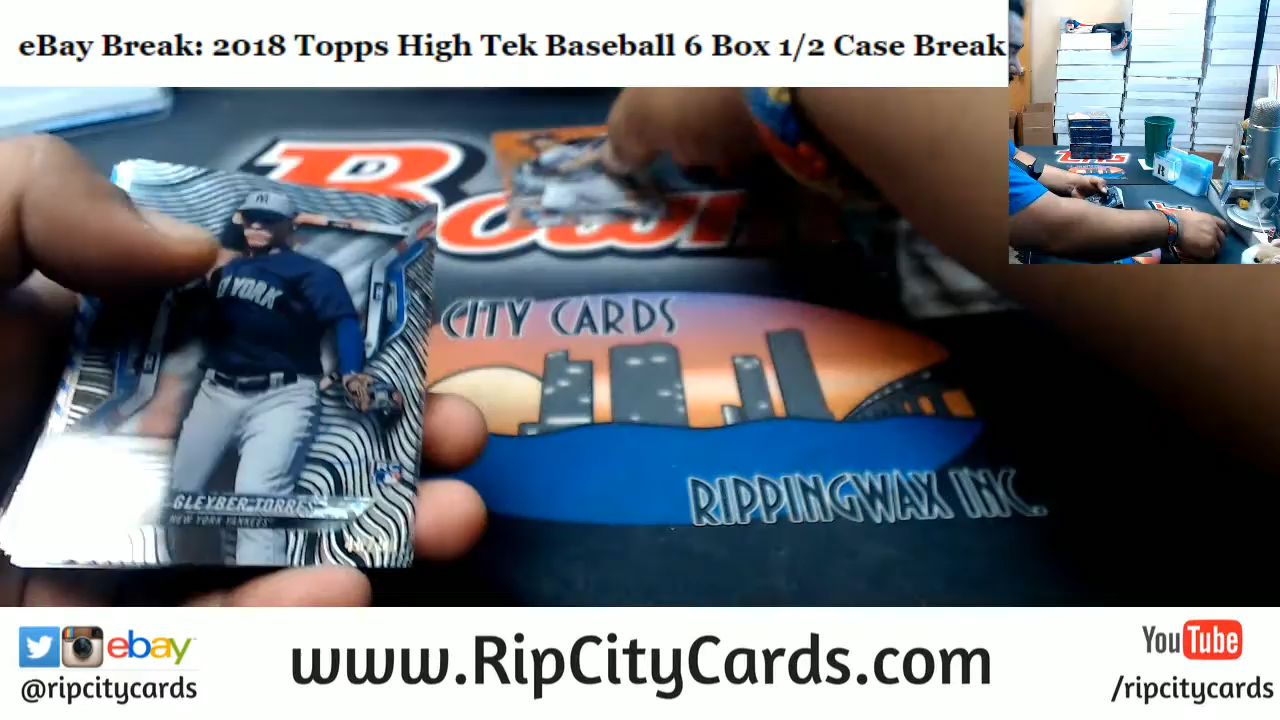 eBay Break: 2018 Topps High Tek Baseball 6 Box 1/2 Case Break
NEW YORK
GLEYBER TORRES
NEW YORK YANKEES
CITY CARDS
RIPPINGWAX INC.
ebay
@ripcitycards
www.RipCityCards.com
YouTube
/ripcitycards